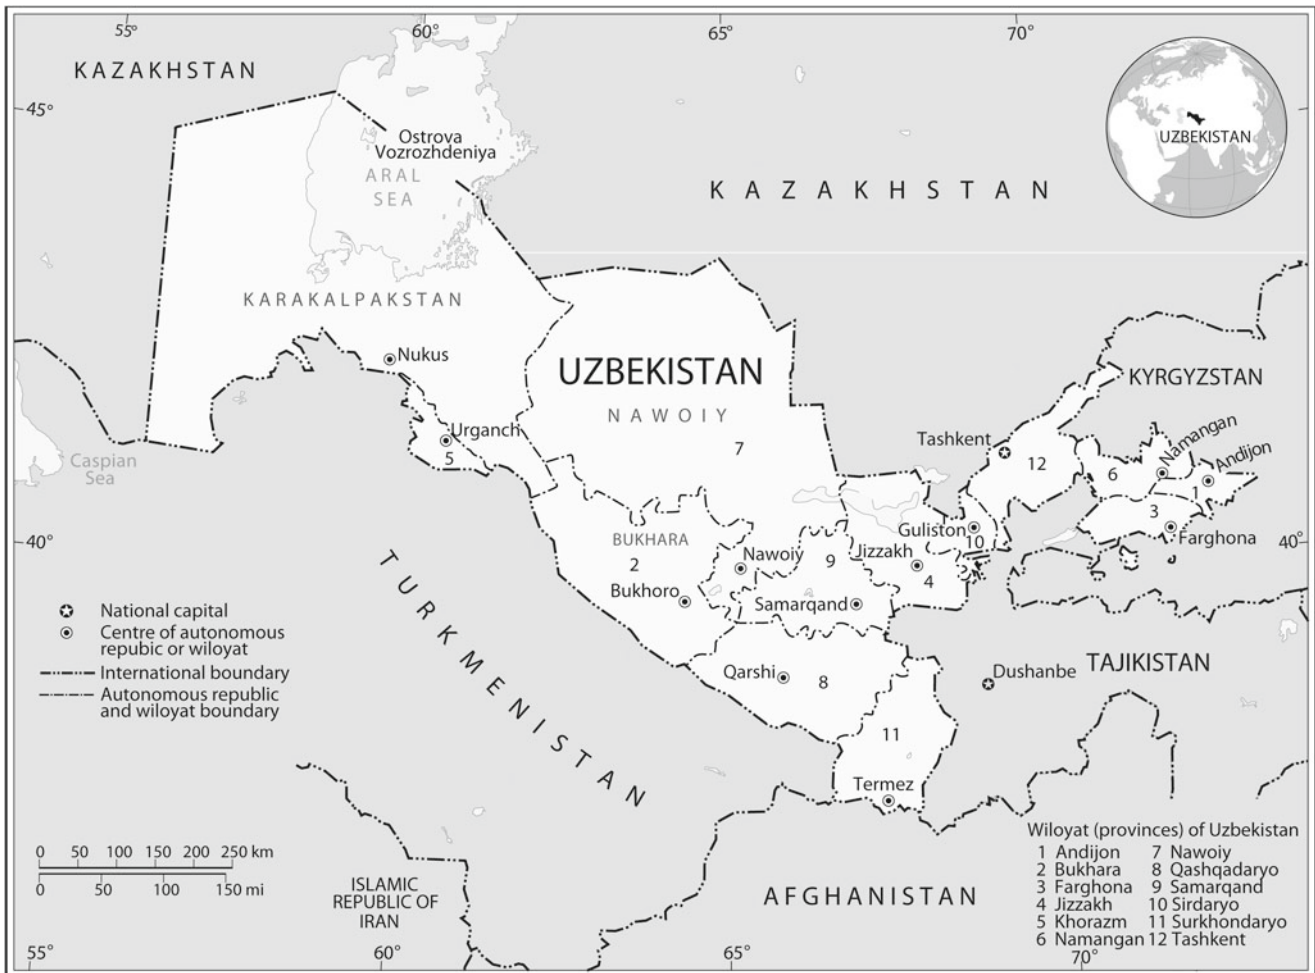 55°
60°
65°
70°
KAZAKHSTAN
45°
Ostrova
Vozrozhdeniya
ARAL
SEA
KAZAKHSTAN
UZBEKISTAN
KARAKALPAKSTAN
Nukus
UZBEKISTAN
NAWOIY
7
KYRGYZSTAN
Urganch
5
Tashkent
12
Namangan
Andijon
6
1
3
Farghona
Caspian
Sea
Guliston
10
40°
40°
BUKHARA
2
Bukhoro
Nawoiy
9
Jizzakh
4
Samarqand
TURKMENISTAN
Qarshi
8
Dushanbe
TAJIKISTAN
11
Termez
National capital
Centre of autonomous
repubic or wiloyat
International boundary
Autonomous republic
and wiloyat boundary
0 50 100 150 200 250 km
0 50 100 150 mi
ISLAMIC
REPUBLIC OF
IRAN
AFGHANISTAN
Wiloyat (provinces) of Uzbekistan
1 Andijon 7 Nawoiy
2 Bukhara 8 Qashqadaryo
3 Farghona 9 Samarqand
4 Jizzakh 10 Sirdaryo
5 Khorazm 11 Surkhondaryo
6 Namangan 12 Tashkent
55°
60°
65°
70°